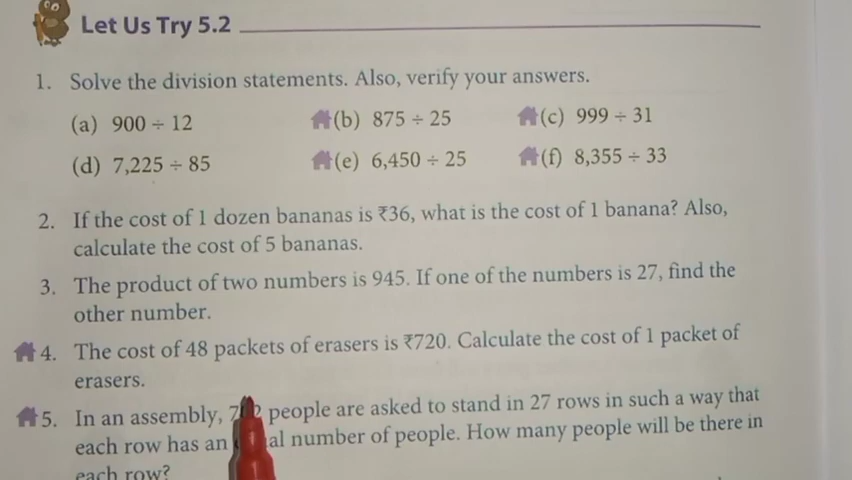 Let Us Try 5.2
1. Solve the division statements. Also, verify your answers.
(a) 900 ÷ 12 (b) 875 ÷ 25 (c) 999 ÷ 31
(d) 7,225 ÷ 85 (e) 6,450 ÷ 25 (f) 8,355 ÷ 33
2. If the cost of 1 dozen bananas is ₹36, what is the cost of 1 banana? Also,
calculate the cost of 5 bananas.
3. The product of two numbers is 945. If one of the numbers is 27, find the
other number.
4. The cost of 48 packets of erasers is ₹720. Calculate the cost of 1 packet of
erasers.
5. In an assembly, people are asked to stand in 27 rows in such a way that
each row has an number of people. How many people will be there in
each row?